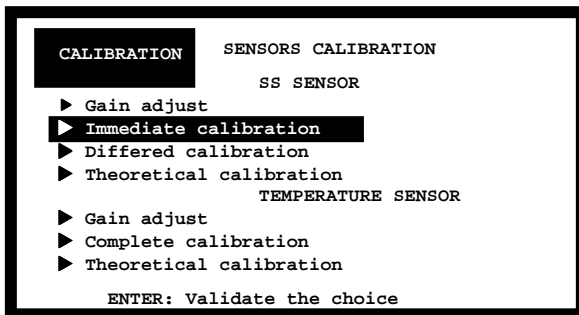 CALIBRATION SENSORS CALIBRATION
SS SENSOR
Gain adjust
Immediate calibration
Differed calibration
Theoretical calibration
TEMPERATURE SENSOR
Gain adjust
Complete calibration
Theoretical calibration
ENTER: Validate the choice